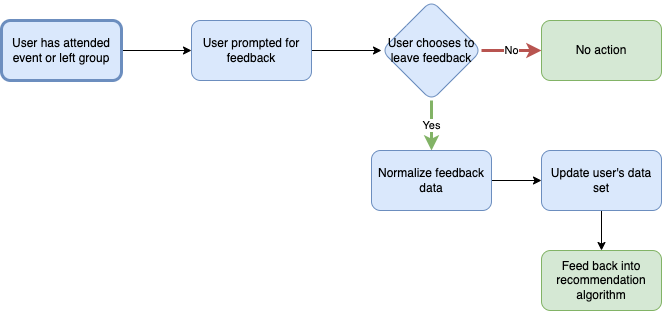 User has attended
event or left group
User prompted for
feedback
User chooses to
leave feedback
No
No action
Yes
Normalize feedback
data
Update user's data
set
Feed back into
recommendation
algorithm